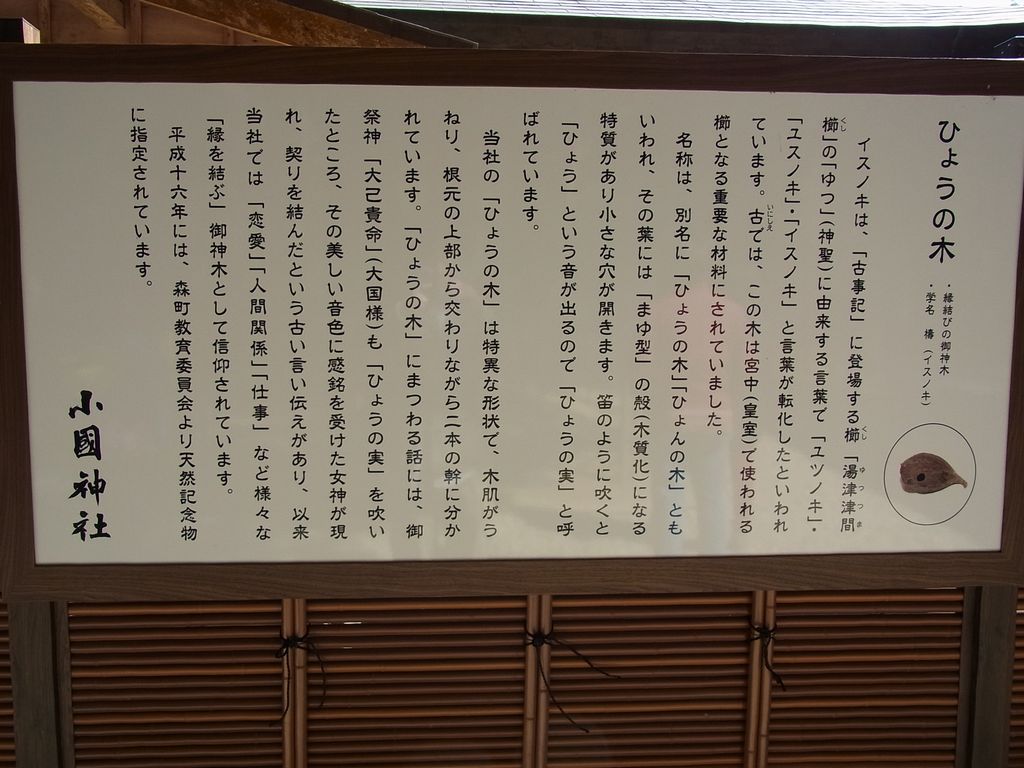 ひょうの木
・縁結びの御神木
・学名　檮（イスノキ）
イスノキは、「古事記」に登場する櫛「湯津津間
櫛」の「ゆつ」（神聖）に由来する言葉で「ユツノキ」・
「ユスノキ」・「イスノキ」と言葉が転化したといわれ
ています。古では、この木は宮中（皇室）で使われる
櫛となる重要な材料にされていました。
名称は、別名に「ひょうの木」「ひょんの木」とも
いわれ、その葉には「まゆ型」の殻（木質化）になる
特質があり小さな穴が開きます。笛のように吹くと
「ひょう」という音が出るので「ひょうの実」と呼
ばれています。
当社の「ひょうの木」は特異な形状で、木肌がう
ねり、根元の上部から交わりながら二本の幹に分か
れています。「ひょうの木」にまつわる話には、御
祭神「大己貴命」（大国様）も「ひょうの実」を吹い
たところ、その美しい音色に感銘を受けた女神が現
れ、契りを結んだという古い言い伝えがあり、以来
当社では「恋愛」「人間関係」「仕事」など様々な
「縁を結ぶ」御神木として信仰されています。
平成十六年には、森町教育委員会より天然記念物
に指定されています。
小國神社